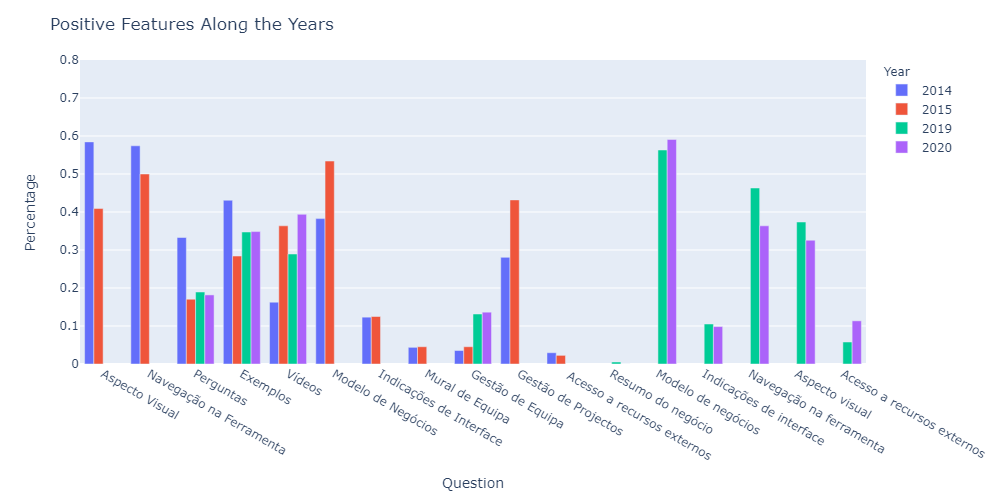 Positive Features Along the Years
0.8
0.7
0.6
0.5
0.4
0.3
0.2
0.1
0
Percentage
Aspecto Visual
Navegação na Ferramenta
Perguntas
Exemplos
Vídeos
Modelo de Negócios
Indicações de Interface
Mural de Equipa
Gestão de Equipa
Gestão de Projectos
Acesso a recursos externos
Resumo do negócio
Modelo de negócios
Indicações de interface
Navegação na ferramenta
Aspecto visual
Acesso a recursos externos
Question
Year
2014
2015
2019
2020